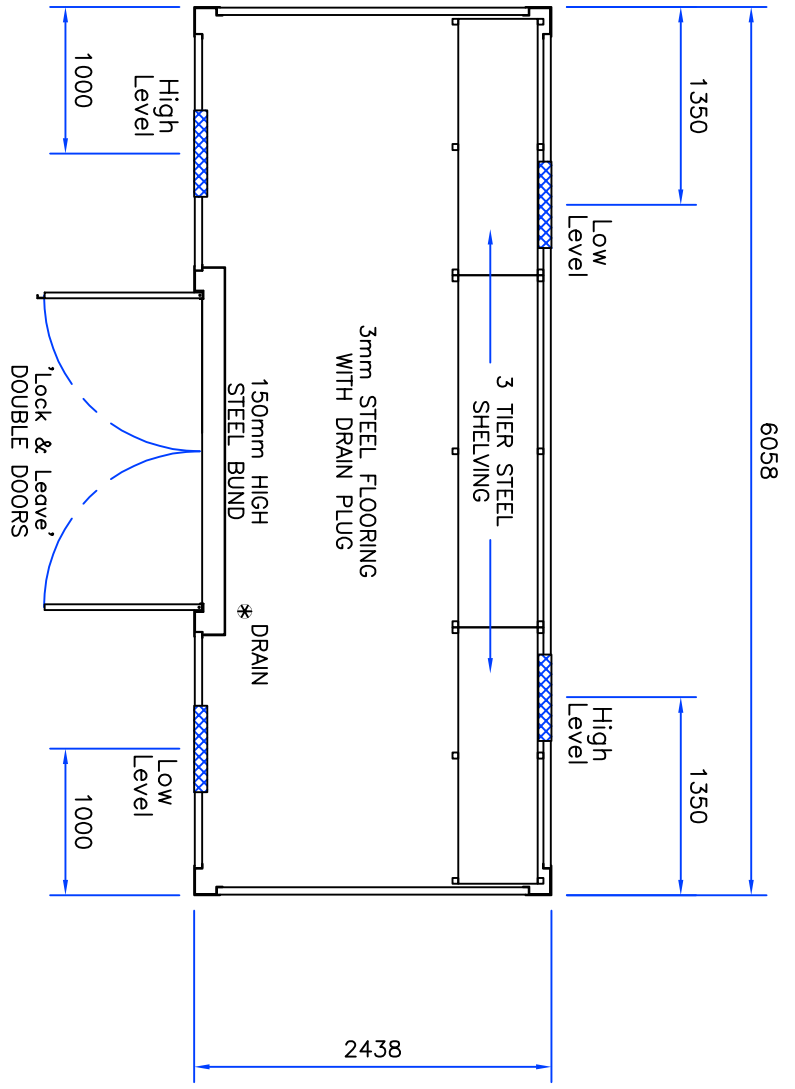 6058
1350
1350
Low
Level
High
Level
3 TIER STEEL
SHELVING
3mm STEEL FLOORING
WITH DRAIN PLUG
150mm HIGH
STEEL BUND
DRAIN
High
Level
1000
'Lock & Leave'
DOUBLE DOORS
Low
Level
1000
2438